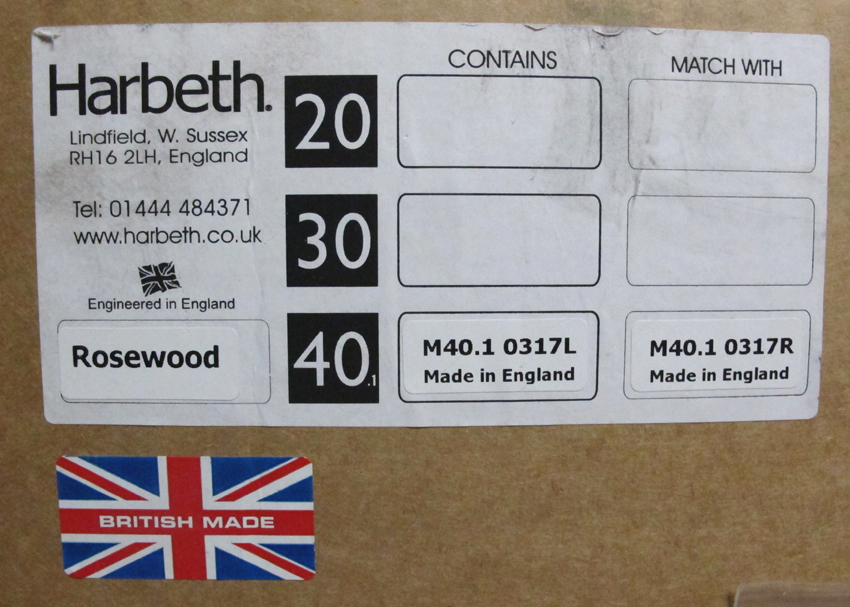 Harbeth.
Lindfield, W. Sussex
RH16 2LH, England
Tel: 01444 484371
www.harbeth.co.uk
Engineered in England
Rosewood
20
30
40.1
CONTAINS
M40.1 0317L
Made in England
MATCH WITH
M40.1 0317R
Made in England
BRITISH MADE